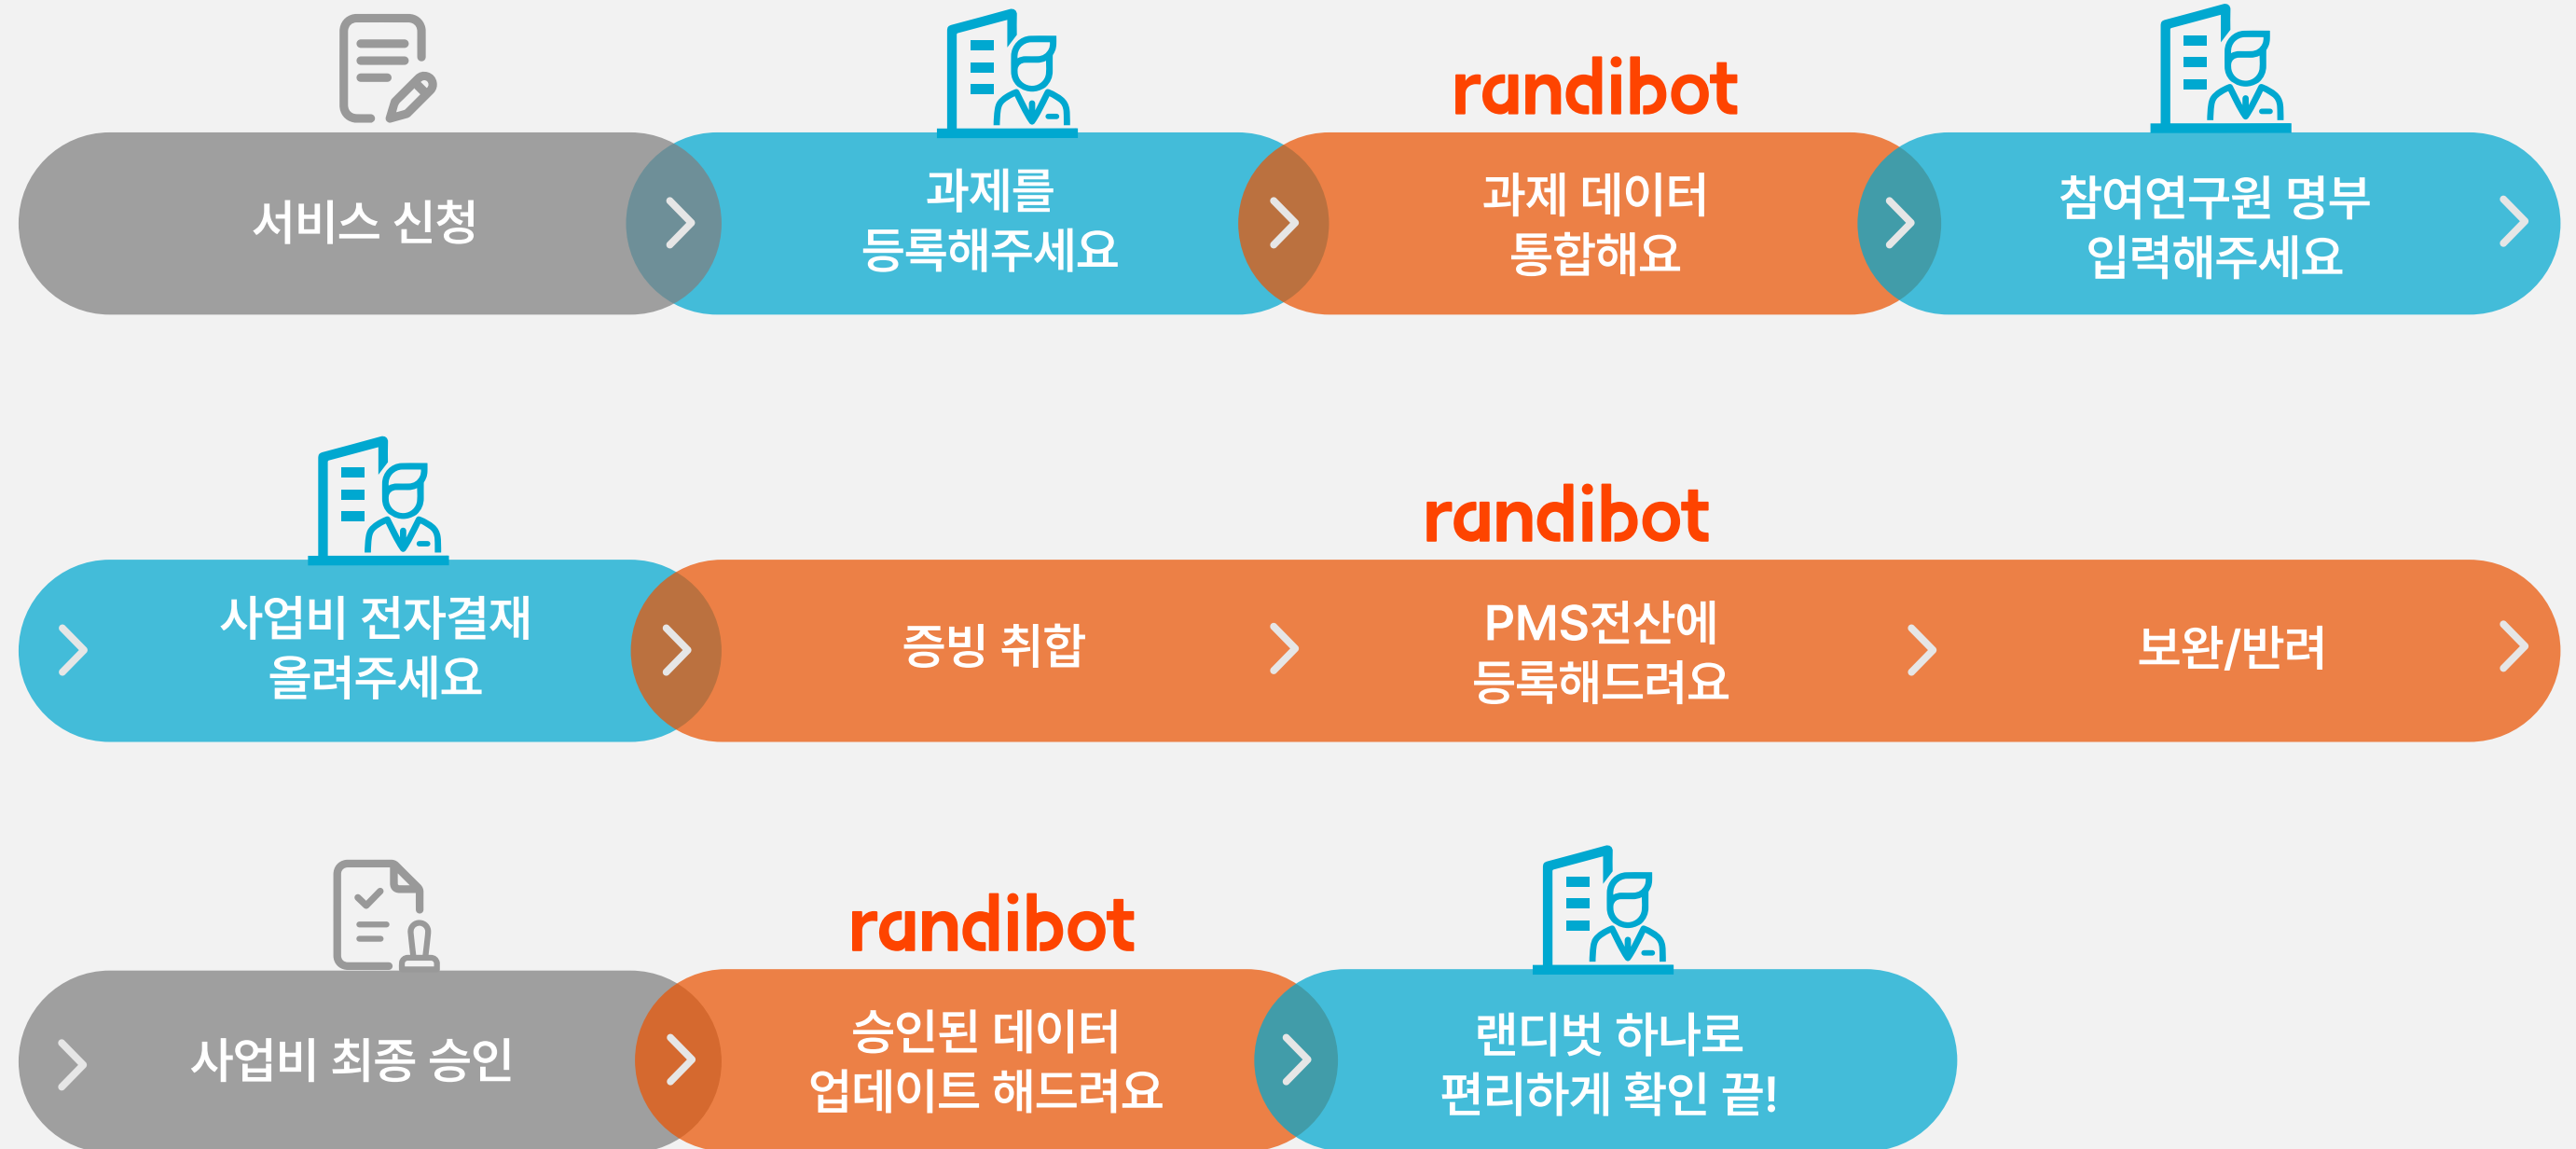 서비스 신청
과제를
등록해주세요
randibot
과제 데이터
통합해요
참여연구원 명부
입력해주세요
사업비 전자결재
올려주세요
randibot
증빙 취합
PMS전산에
등록해드려요
보완/반려
사업비 최종 승인
randibot
승인된 데이터
업데이트 해드려요
랜디벗 하나로
편리하게 확인 끝!